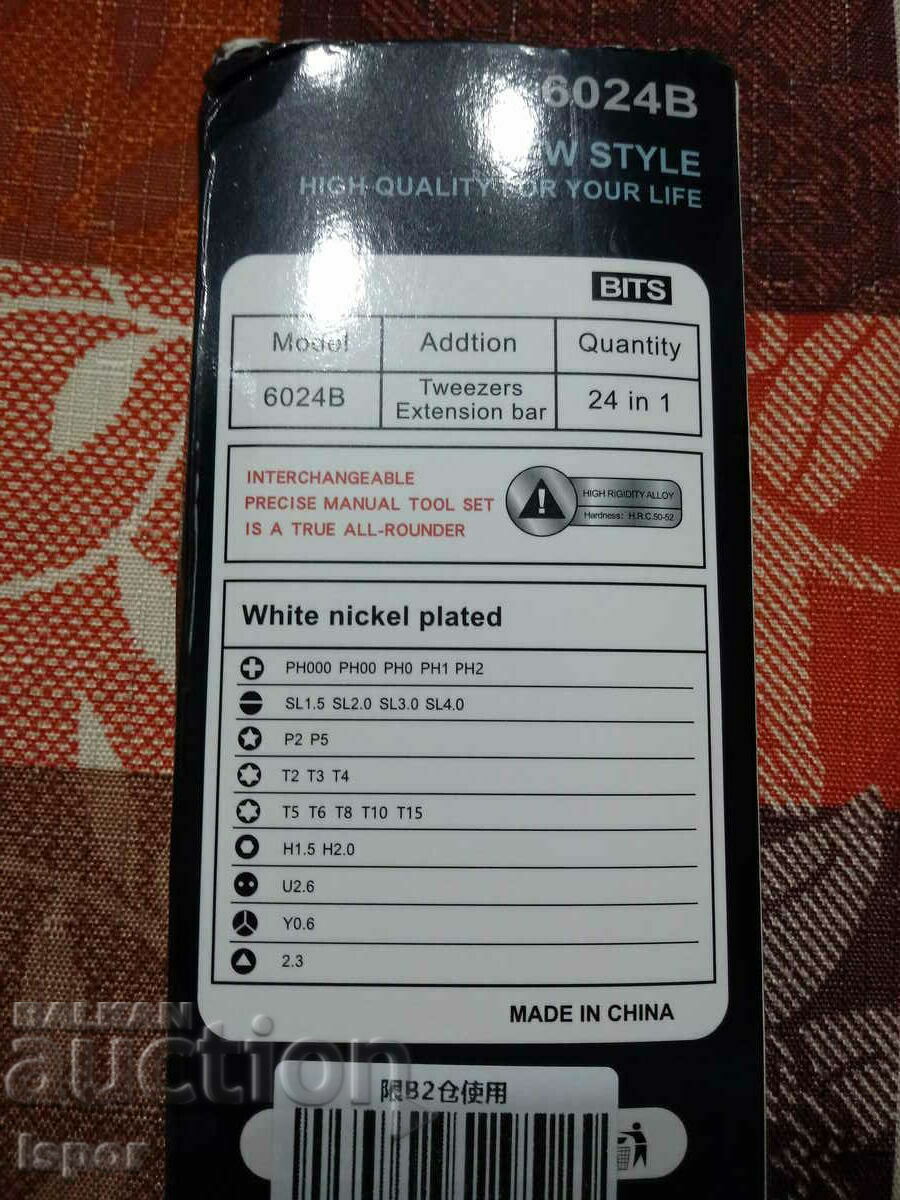 6024B
W STYLE
HIGH QUALITY FOR YOUR LIFE
BITS
Model Addtion Quantity
6024B Tweezers Extension bar 24 in 1
INTERCHANGEABLE
PRECISE MANUAL TOOL SET
IS A TRUE ALL-ROUNDER
HIGH RIGIDITY ALLOY
Hardness: H.R.C.50-52
White nickel plated
PH000 PH00 PH0 PH1 PH2
SL1.5 SL2.0 SL3.0 SL4.0
P2 P5
T2 T3 T4
T5 T6 T8 T10 T15
H1.5 H2.0
U2.6
Y0.6
2.3
MADE IN CHINA
限B2仓使用
BALKAN
auction
Ispor